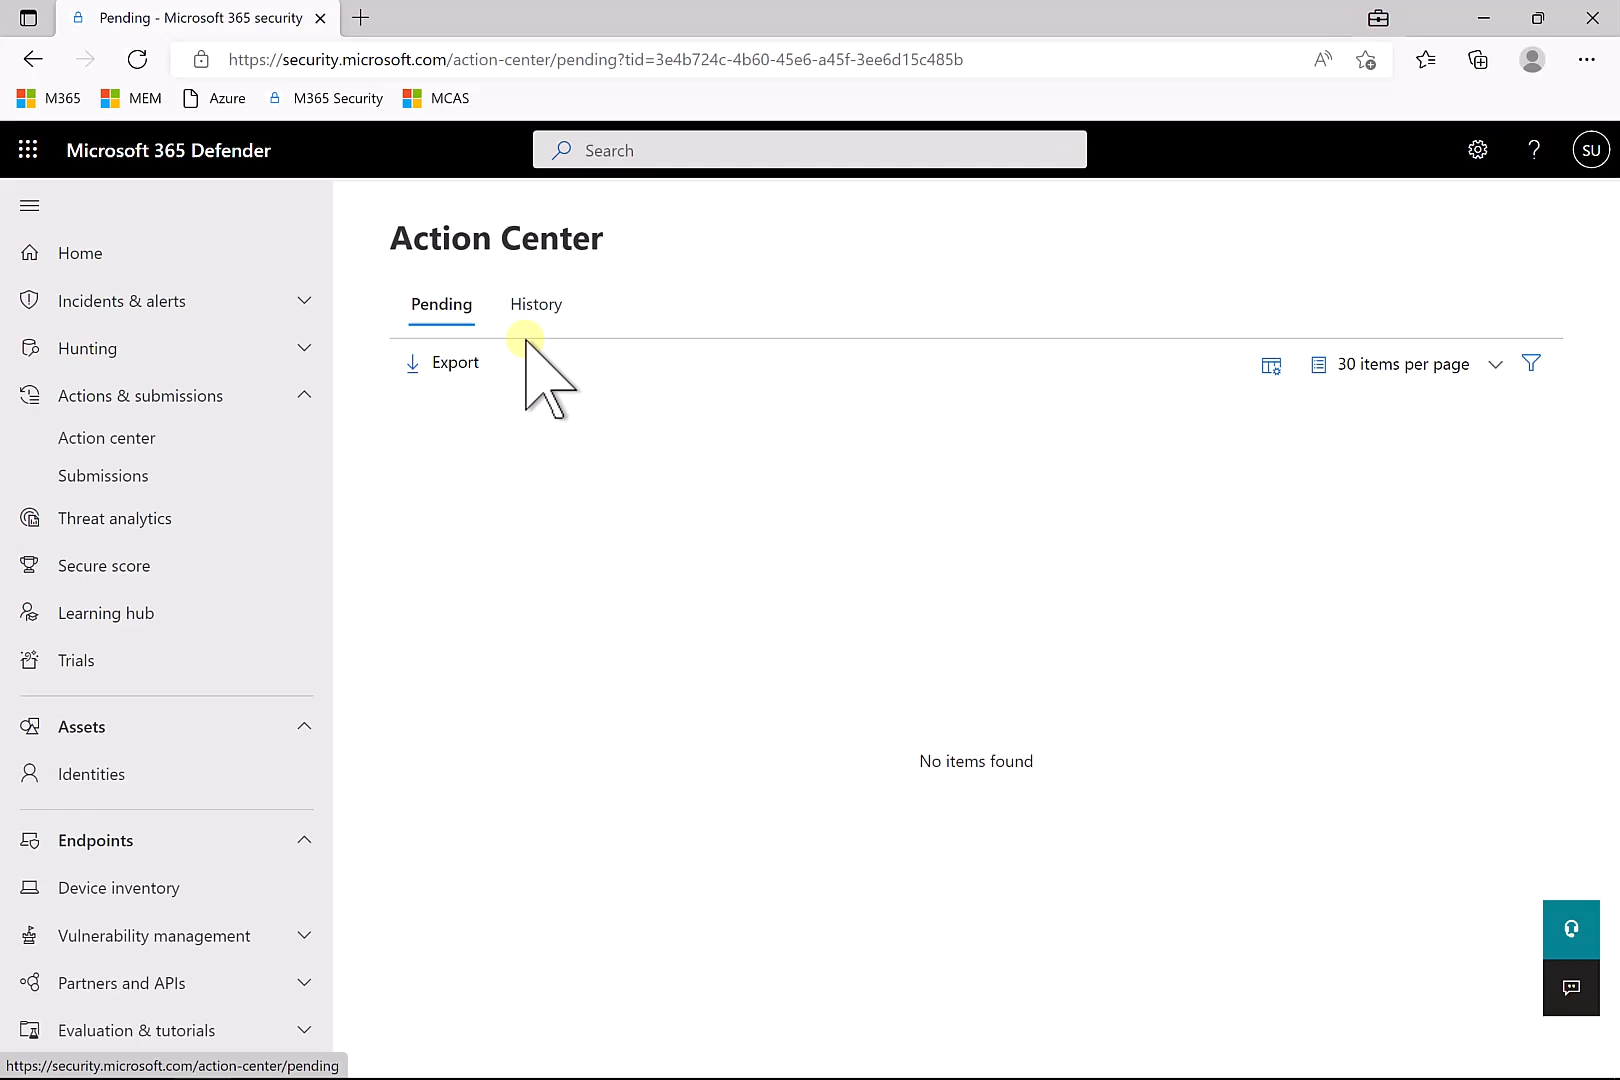 Pending - Microsoft 365 security
https://security.microsoft.com/action-center/pending?tid=3e4b724c-4b60-45e6-a45f-3ee6d15c485b
M365 MEM Azure M365 Security MCAS
Microsoft 365 Defender
Search
SU
Home
Incidents & alerts
Hunting
Actions & submissions
Action center
Submissions
Threat analytics
Secure score
Learning hub
Trials
Assets
Identities
Endpoints
Device inventory
Vulnerability management
Partners and APIs
Evaluation & tutorials
https://security.microsoft.com/action-center/pending
Action Center
Pending History
Export
30 items per page
No items found